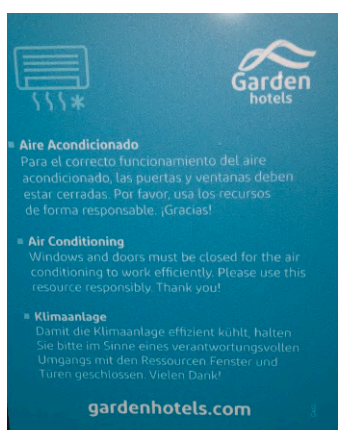 Garden
hotels
Aire Acondicionado
Para el correcto funcionamiento del aire
acondicionado, las puertas y ventanas deben
estar cerradas. Por favor, usa los recursos
de forma responsable. ¡Gracias!
Air Conditioning
Windows and doors must be closed for the air
conditioning to work efficiently. Please use this
resource responsibly. Thank you!
Klimaanlage
Damit die Klimaanlage effizient kühlt, halten
Sie bitte im Sinne eines verantwortungsvollen
Umgangs mit den Ressourcen Fenster und
Türen geschlossen. Vielen Dank!
gardenhotels.com